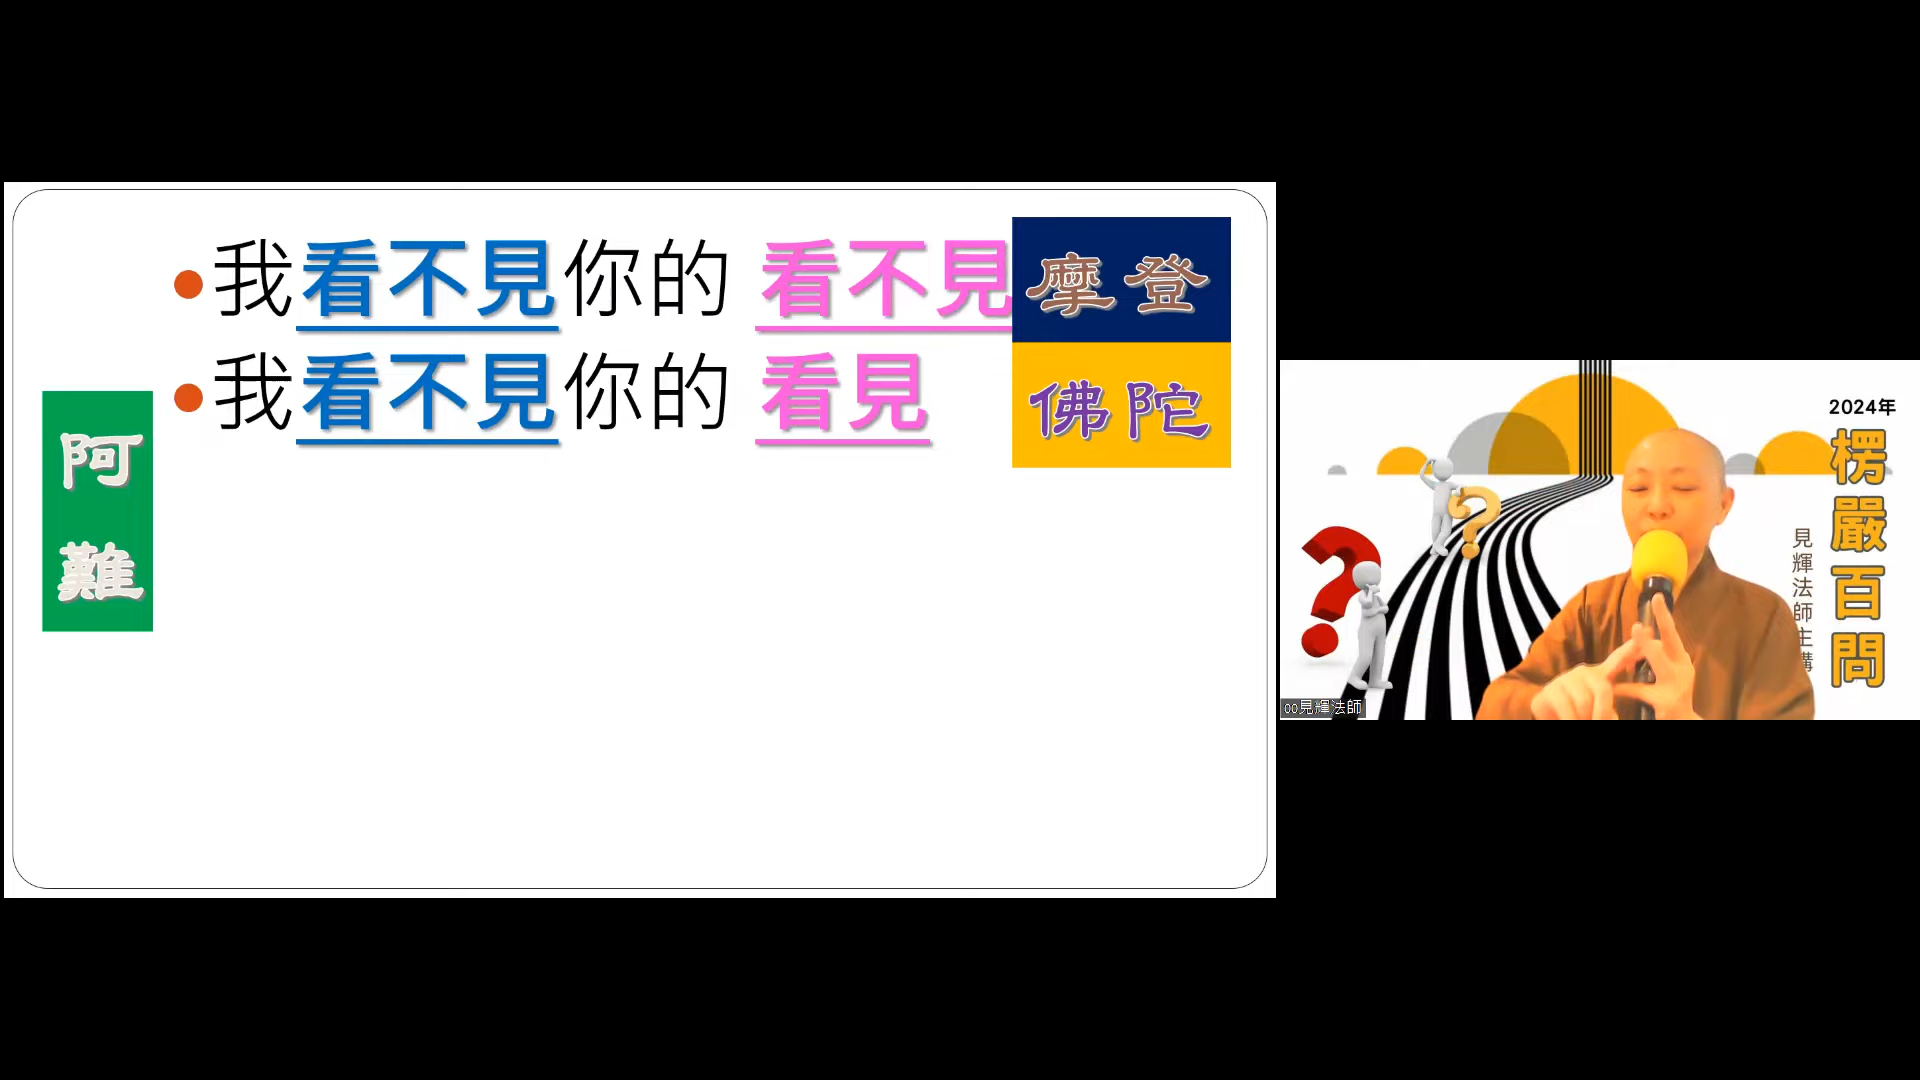 我看不見你的 看不見
摩登
我看不見你的 看見
佛陀
阿難
2024年
楞嚴百問
見輝法師主講
oo見輝法師